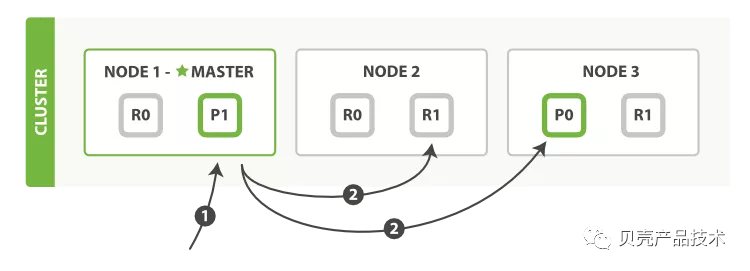 CLUSTER
NODE 1 - ★MASTER
R0
P1
NODE 2
R0
R1
NODE 3
P0
R1
1
2
2
贝壳产品技术